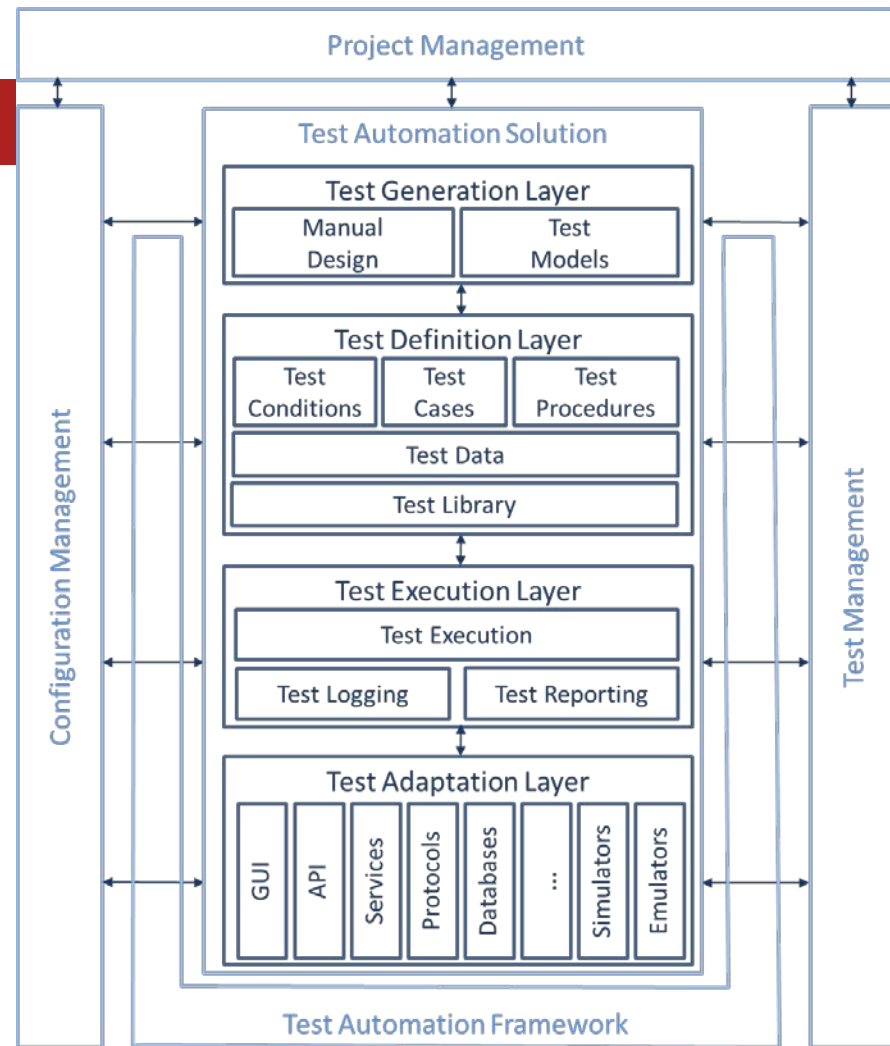 Project Management
Test Automation Solution
Test Generation Layer
Manual
Design
Test
Models
Test Definition Layer
Test
Conditions
Test
Cases
Test
Procedures
Test Data
Test Library
Test Execution Layer
Test Execution
Test Logging
Test Reporting
Test Adaptation Layer
GUI
API
Services
Protocols
Databases
...
Simulators
Emulators
Configuration Management
Test Management
Test Automation Framework